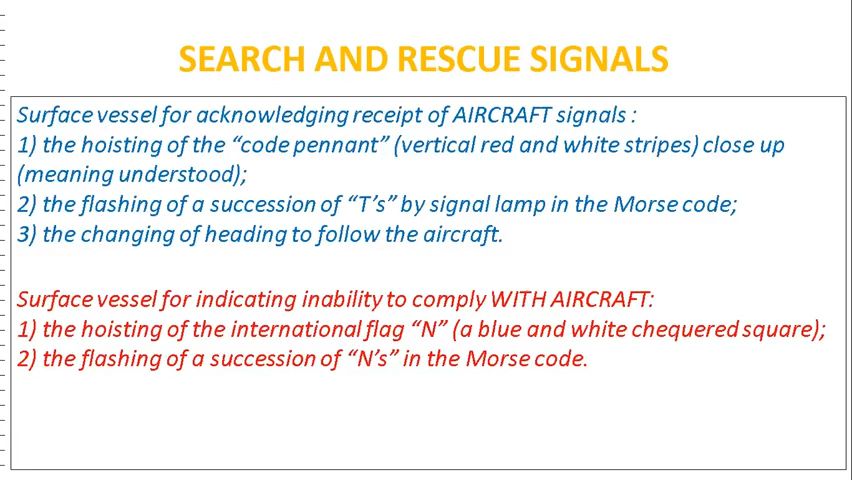 SEARCH AND RESCUE SIGNALS
Surface vessel for acknowledging receipt of AIRCRAFT signals :
1) the hoisting of the “code pennant” (vertical red and white stripes) close up
(meaning understood);
2) the flashing of a succession of “T’s” by signal lamp in the Morse code;
3) the changing of heading to follow the aircraft.
Surface vessel for indicating inability to comply WITH AIRCRAFT:
1) the hoisting of the international flag “N” (a blue and white chequered square);
2) the flashing of a succession of “N’s” in the Morse code.